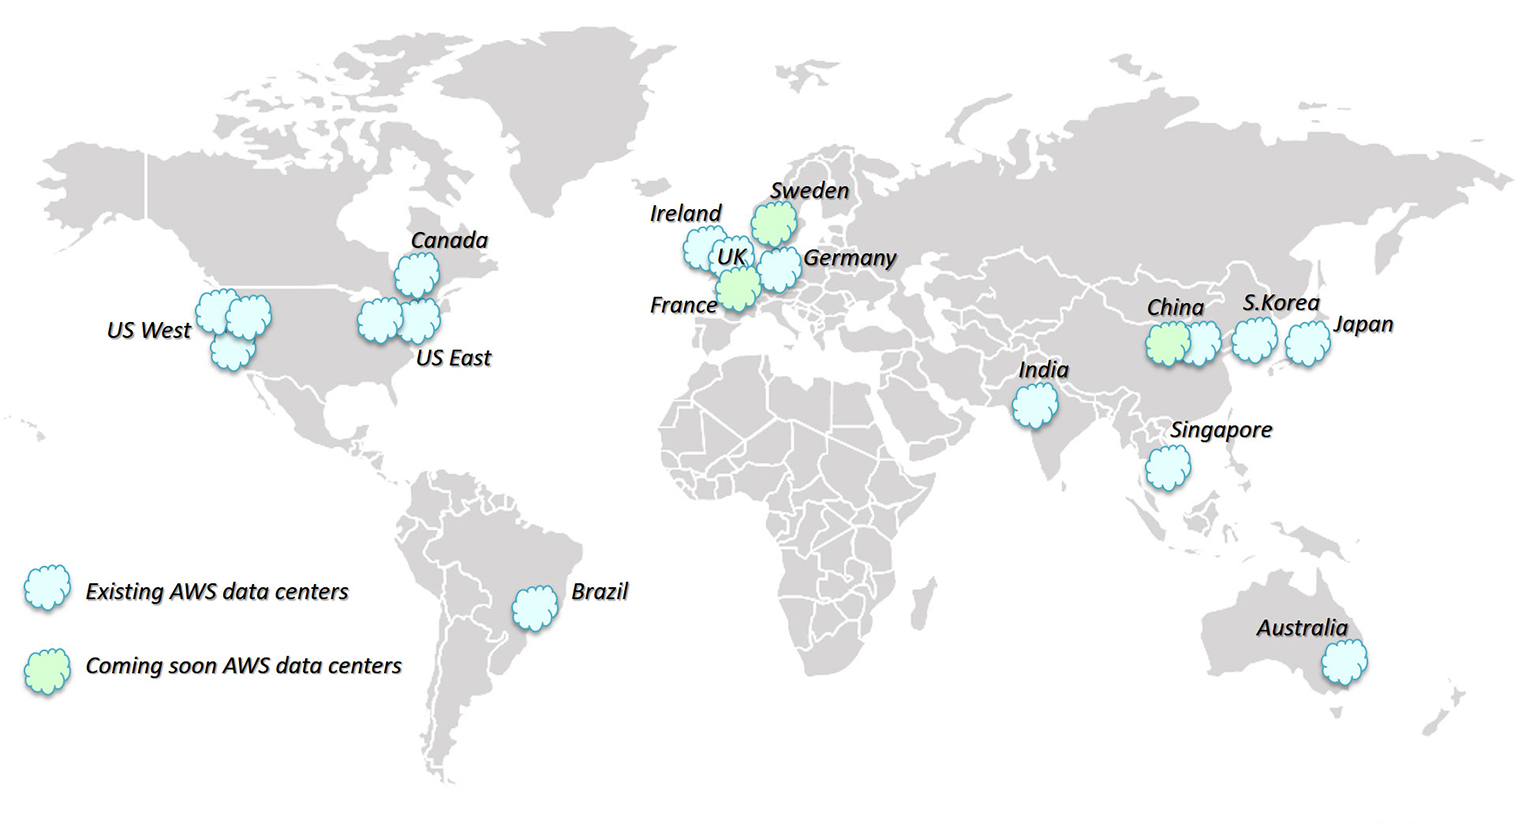 Sweden
Ireland
Canada
UK
Germany
France
China
S.Korea
Japan
US West
US East
India
Singapore
Existing AWS data centers
Brazil
Australia
Coming soon AWS data centers